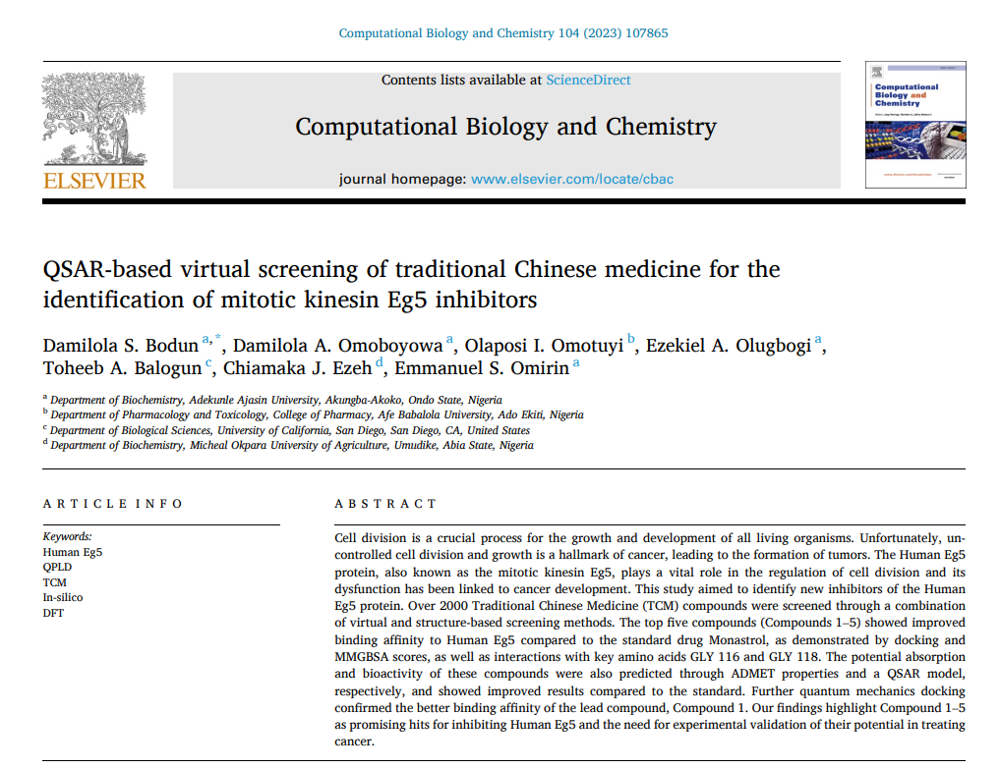 Computational Biology and Chemistry 104 (2023) 107865
Contents lists available at ScienceDirect
Computational Biology and Chemistry
journal homepage: www.elsevier.com/locate/cbac
ELSEVIER
Computational
Biology and
Chemistry
QSAR-based virtual screening of traditional Chinese medicine for the
identification of mitotic kinesin Eg5 inhibitors
Damilola S. Bodun a,*, Damilola A. Omoboyowa a, Olaposi I. Omotuyi b, Ezekiel A. Olugbogi a,
Toheeb A. Balogun c, Chiamaka J. Ezeh d, Emmanuel S. Omirin a
a Department of Biochemistry, Adekunle Ajasin University, Akungba-Akoko, Ondo State, Nigeria
b Department of Pharmacology and Toxicology, College of Pharmacy, Afe Babalola University, Ado Ekiti, Nigeria
c Department of Biological Sciences, University of California, San Diego, San Diego, CA, United States
d Department of Biochemistry, Micheal Okpara University of Agriculture, Umudike, Abia State, Nigeria
ARTICLE INFO
Keywords:
Human Eg5
QPLD
TCM
In-silico
DFT
ABSTRACT
Cell division is a crucial process for the growth and development of all living organisms. Unfortunately, un-
controlled cell division and growth is a hallmark of cancer, leading to the formation of tumors. The Human Eg5
protein, also known as the mitotic kinesin Eg5, plays a vital role in the regulation of cell division and its
dysfunction has been linked to cancer development. This study aimed to identify new inhibitors of the Human
Eg5 protein. Over 2000 Traditional Chinese Medicine (TCM) compounds were screened through a combination
of virtual and structure-based screening methods. The top five compounds (Compounds 1–5) showed improved
binding affinity to Human Eg5 compared to the standard drug Monastrol, as demonstrated by docking and
MMGBSA scores, as well as interactions with key amino acids GLY 116 and GLY 118. The potential absorption
and bioactivity of these compounds were also predicted through ADMET properties and a QSAR model,
respectively, and showed improved results compared to the standard. Further quantum mechanics docking
confirmed the better binding affinity of the lead compound, Compound 1. Our findings highlight Compound 1–5
as promising hits for inhibiting Human Eg5 and the need for experimental validation of their potential in treating
cancer.